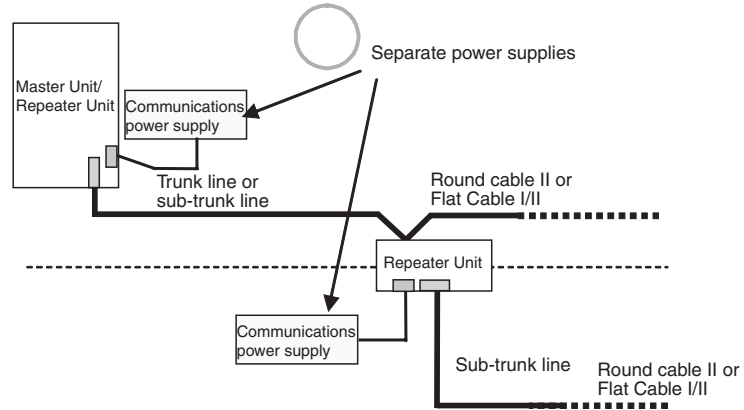 Separate power supplies
Master Unit/
Repeater Unit
Communications
power supply
Trunk line or
sub-trunk line
Round cable II or
Flat Cable I/II
Repeater Unit
Communications
power supply
Sub-trunk line
Round cable II or
Flat Cable I/II